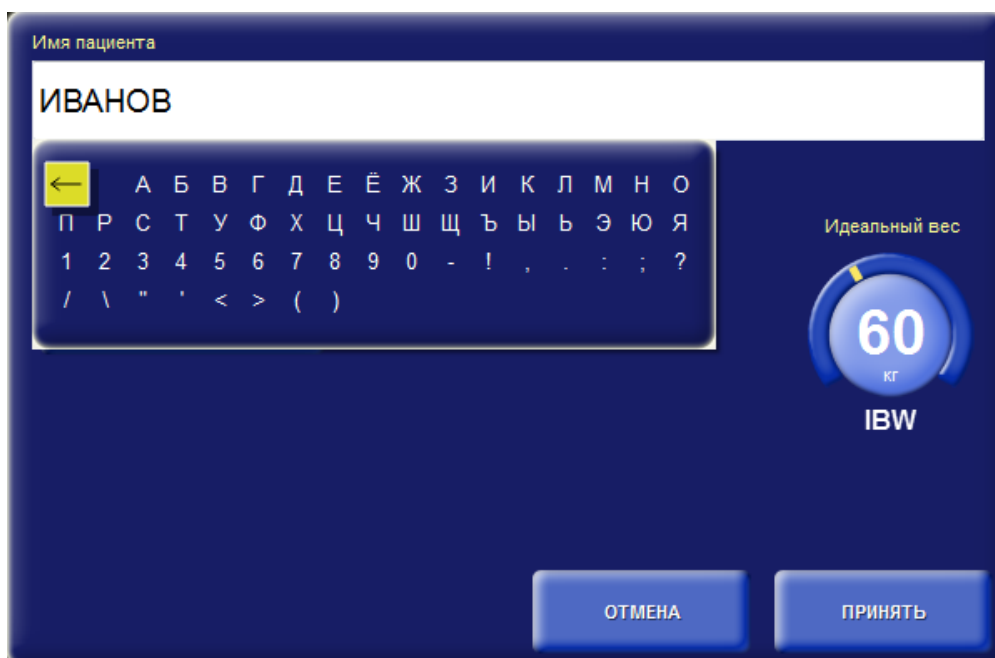 Имя пациента
ИВАНОВ
← А Б В Г Д Е Ё Ж З И К Л М Н О
П Р С Т У Ф Х Ц Ч Ш Щ Ъ Ы Ь Э Ю Я
1 2 3 4 5 6 7 8 9 0 - ! , . : ; ?
/ \ " ' < > ( )
Идеальный вес
60
кг
IBW
ОТМЕНА
ПРИНЯТЬ